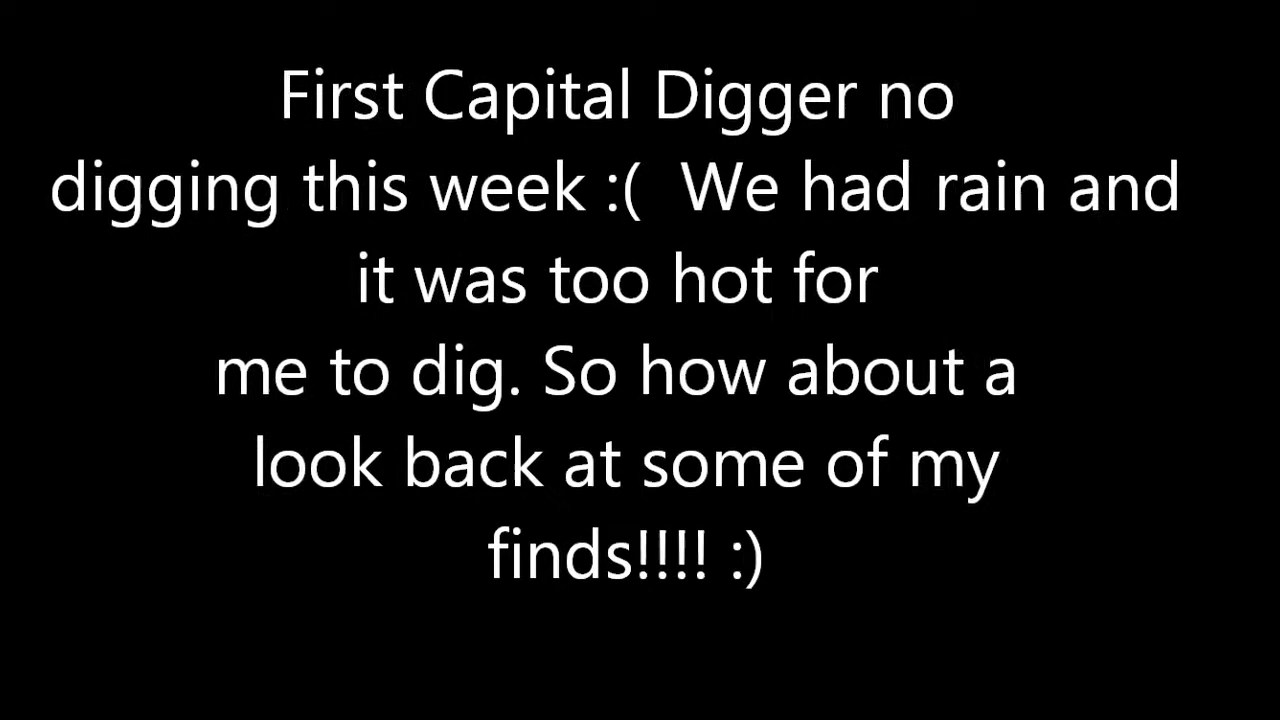 First Capital Digger no
digging this week :(  We had rain and
it was too hot for
me to dig. So how about a
look back at some of my
finds!!!! :)